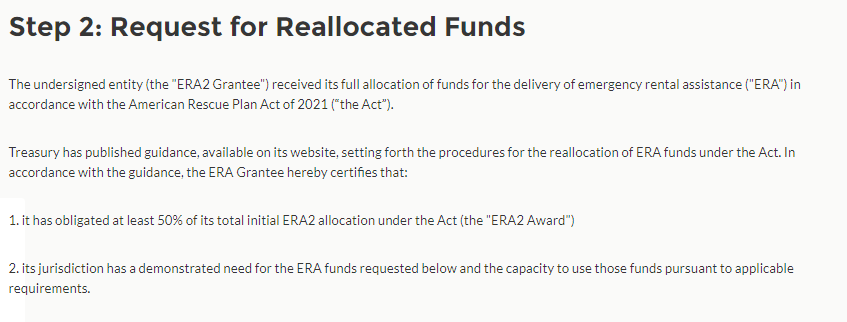 Step 2: Request for Reallocated Funds
The undersigned entity (the "ERA2 Grantee") received its full allocation of funds for the delivery of emergency rental assistance ("ERA") in
accordance with the American Rescue Plan Act of 2021 (“the Act”).
Treasury has published guidance, available on its website, setting forth the procedures for the reallocation of ERA funds under the Act. In
accordance with the guidance, the ERA Grantee hereby certifies that:
1. it has obligated at least 50% of its total initial ERA2 allocation under the Act (the "ERA2 Award")
2. its jurisdiction has a demonstrated need for the ERA funds requested below and the capacity to use those funds pursuant to applicable
requirements.